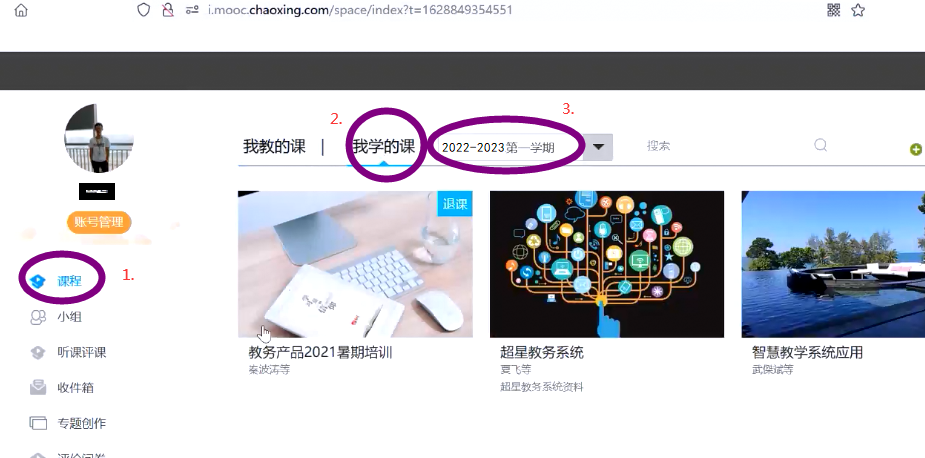 i.mooc.chaoxing.com/space/index?t=1628849354551
我教的课 | 2. 我学的课 3. 2022-2023第一学期 搜索
账号管理
课程 1.
小组
听课评课
收件箱
专题创作
退课
教务产品2021暑期培训
秦波涛等
超星教务系统
夏飞等
超星教务系统资料
智慧教学系统应用
武傑斌等